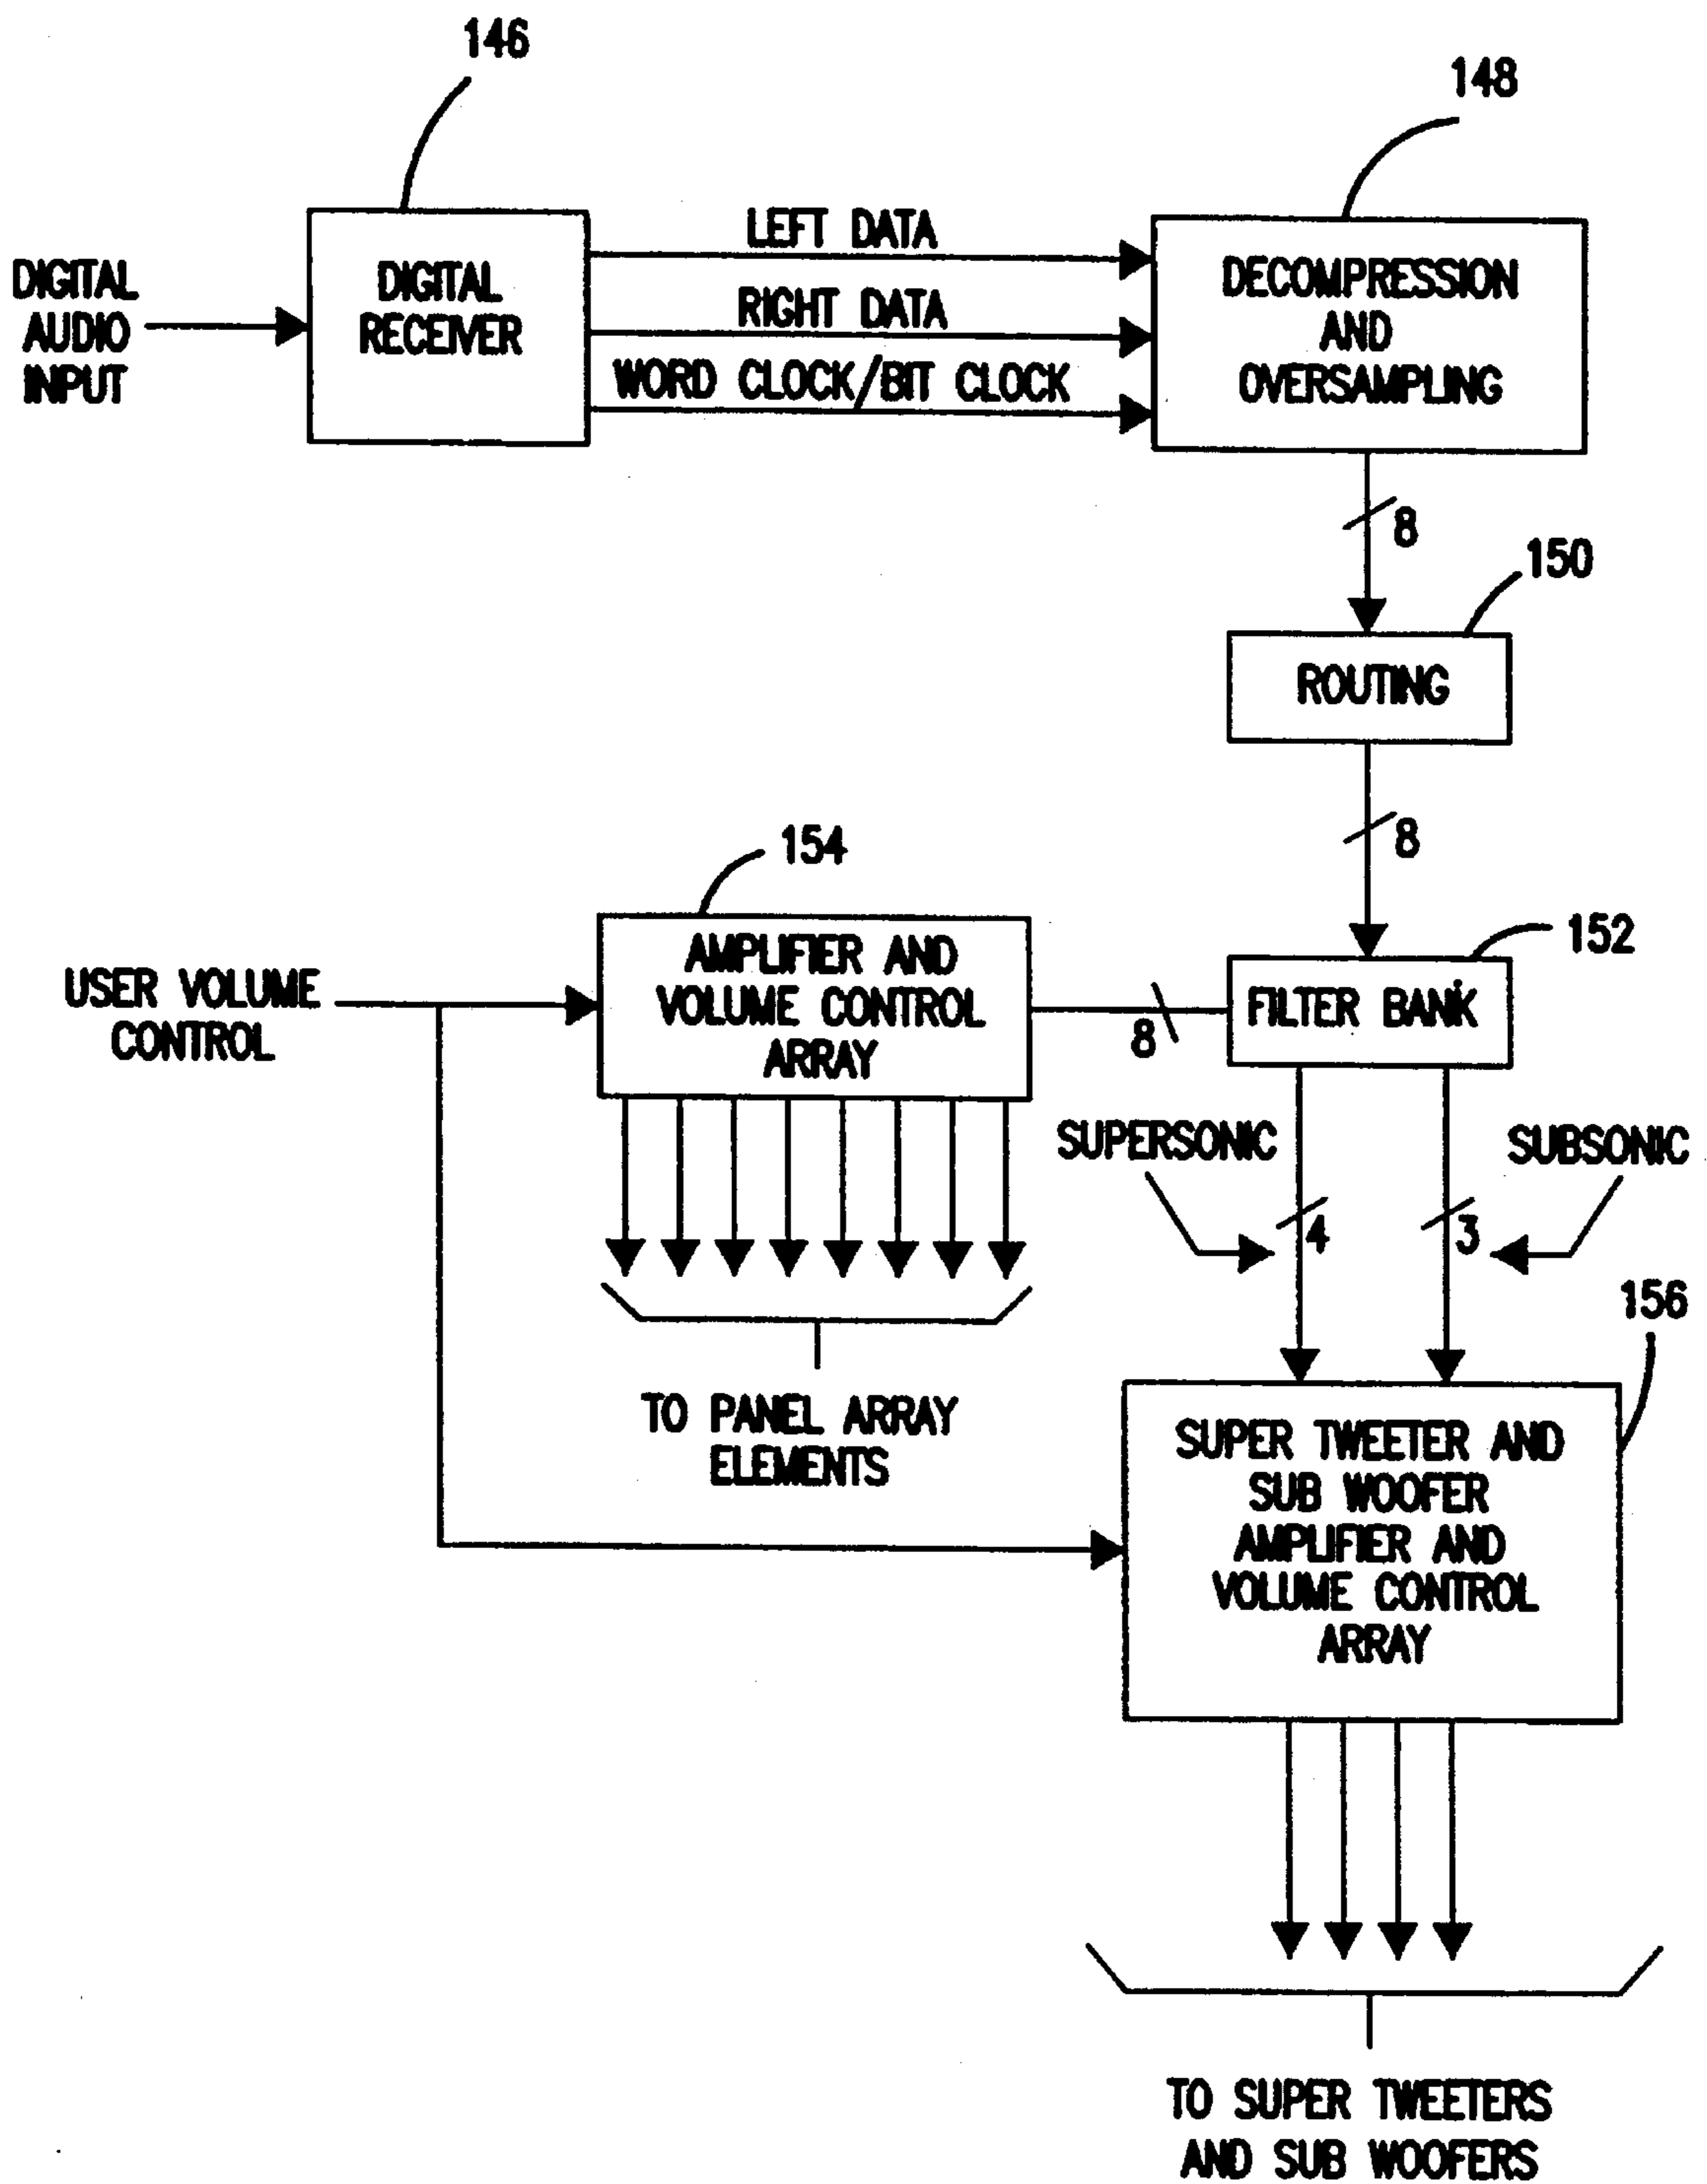 146
148
DIGITAL
AUDIO
INPUT
DIGITAL
RECEIVER
LEFT DATA
RIGHT DATA
WORD CLOCK/BIT CLOCK
DECOMPRESSION
AND
OVERSAMPLING
8
150
ROUTING
8
154
152
USER VOLUME
CONTROL
AMPLIFIER AND
VOLUME CONTROL
ARRAY
8
FILTER BANK
SUPERSONIC
SUBSONIC
4
3
156
TO PANEL ARRAY
ELEMENTS
SUPER TWEETER AND
SUB WOOFER
AMPLIFIER AND
VOLUME CONTROL
ARRAY
TO SUPER TWEETERS
AND SUB WOOFERS